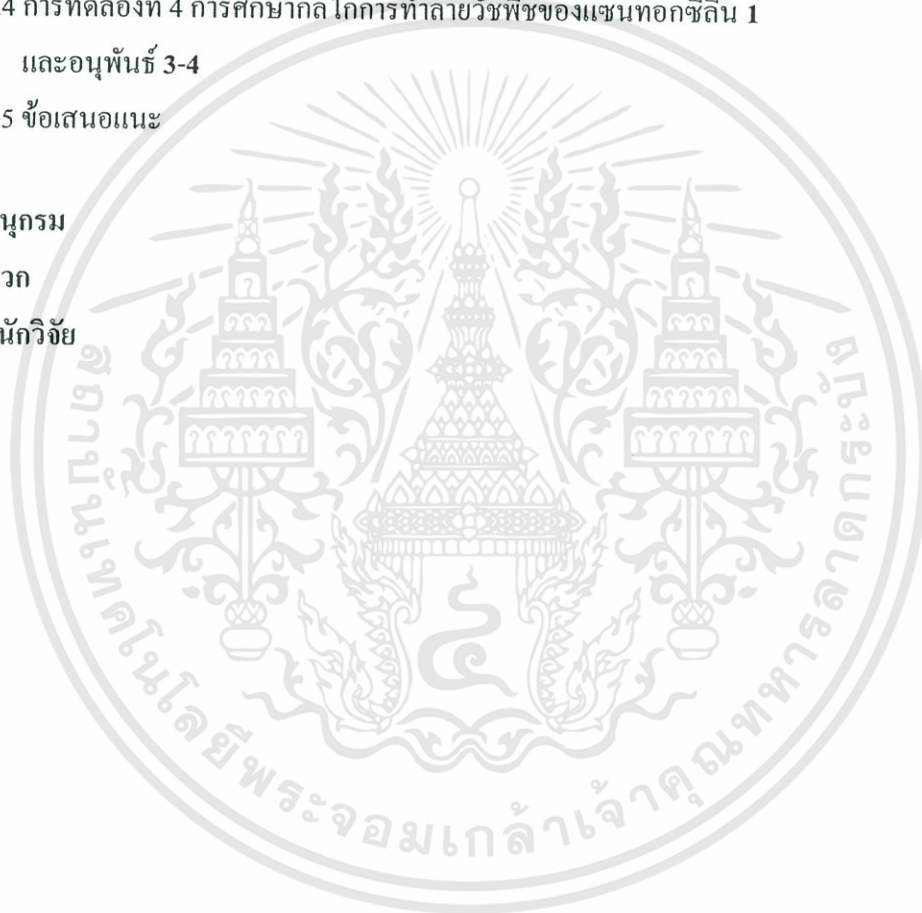 4 การทดลองที่ 4 การศึกษากลไกการทำลายวัชพืชของแซนทอกซิลีน 1
และอนุพันธ์ 3-4
5 ข้อเสนอแนะ
นุกรม
วก
นักวิจัย
สถาบันเทคโนโลยีพระจอมเกล้าเจ้าคุณทหารลาดกระบัง
๔